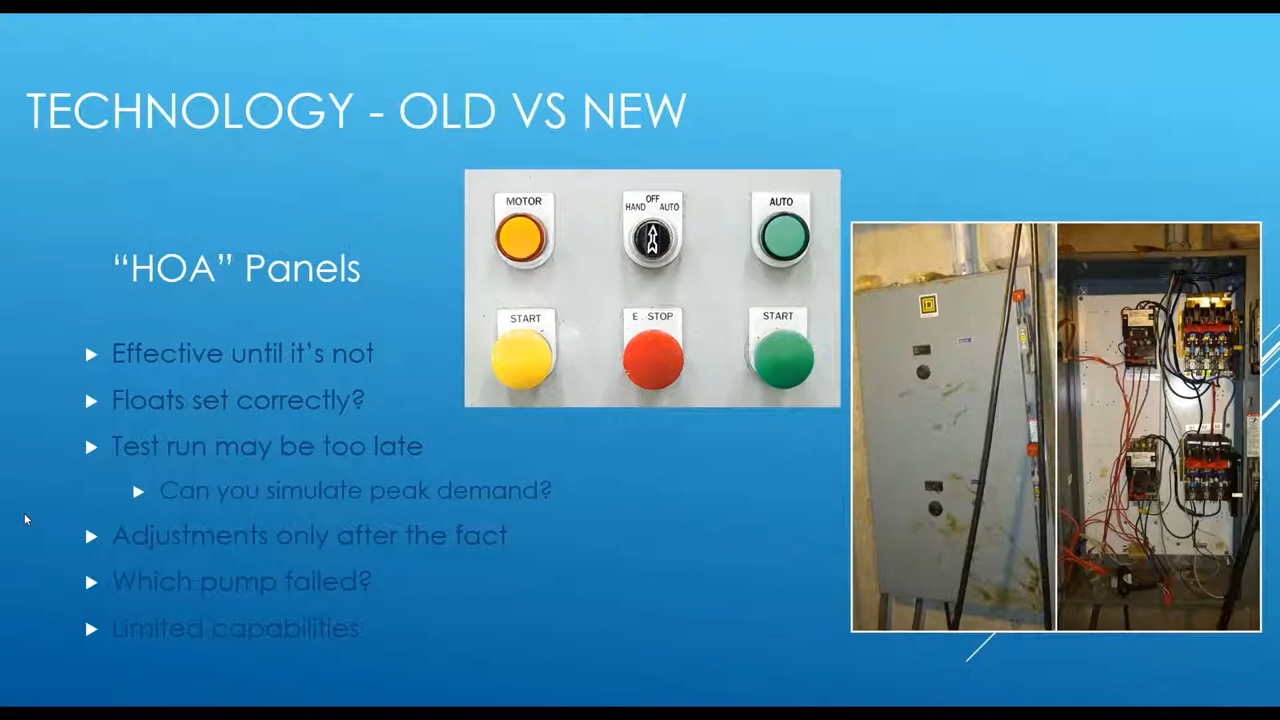 TECHNOLOGY - OLD VS NEW
MOTOR
OFF
HAND AUTO
AUTO
START
E. STOP
START
“HOA” Panels
Effective until it’s not
Floats set correctly?
Test run may be too late
Can you simulate peak demand?
Adjustments only after the fact
Which pump failed?
Limited capabilities